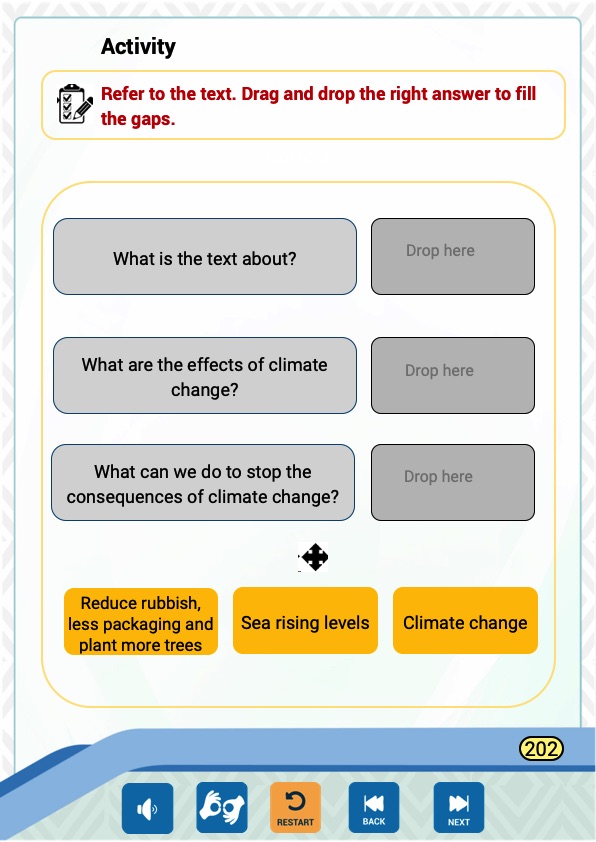 Activity
Refer to the text. Drag and drop the right answer to fill
the gaps.
What is the text about?
Drop here
What are the effects of climate
change?
Drop here
What can we do to stop the
consequences of climate change?
Drop here
Reduce rubbish,
less packaging and
plant more trees
Sea rising levels
Climate change
202
RESTART
BACK
NEXT